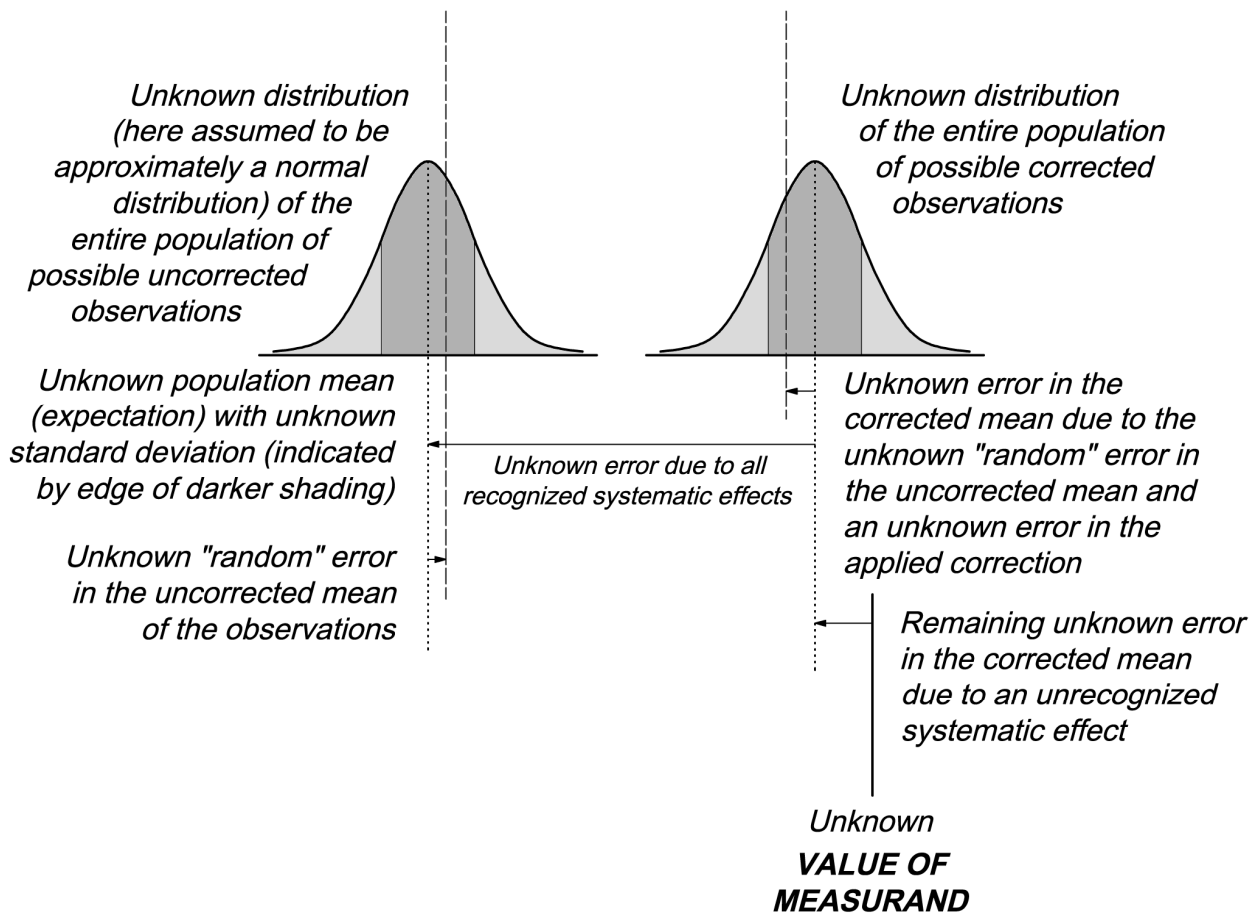 Unknown distribution
(here assumed to be
approximately a normal
distribution) of the
entire population of
possible uncorrected
observations
Unknown distribution
of the entire population
of possible corrected
observations
Unknown population mean
(expectation) with unknown
standard deviation (indicated
by edge of darker shading)
Unknown error due to all
recognized systematic effects
Unknown error in the
corrected mean due to the
unknown "random" error in
the uncorrected mean and
an unknown error in the
applied correction
Unknown "random" error
in the uncorrected mean
of the observations
Remaining unknown error
in the corrected mean
due to an unrecognized
systematic effect
Unknown
VALUE OF
MEASURAND